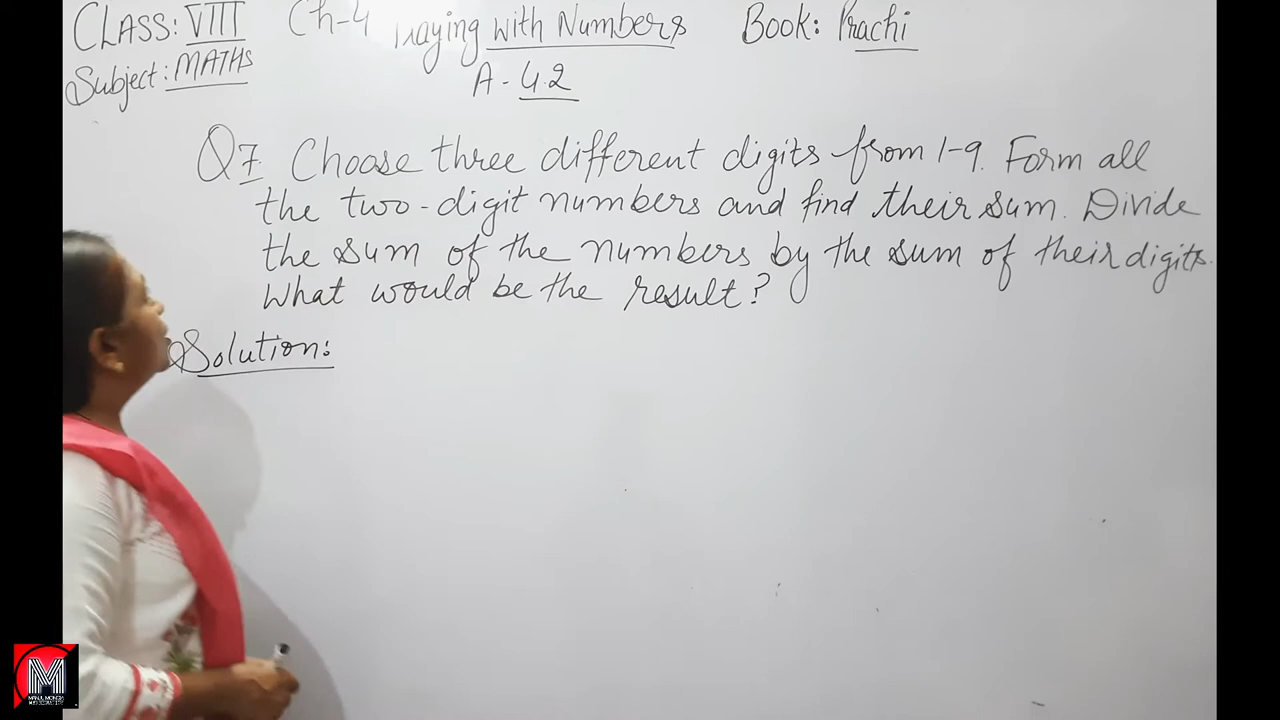 CLASS: VIII Ch-4 Playing with Numbers Book: Prachi
Subject: MATHS
A - 4.2
Q7. Choose three different digits from 1-9. Form all
the two-digit numbers and find their sum. Divide
the sum of the numbers by the sum of their digits.
What would be the result?
Solution:
M